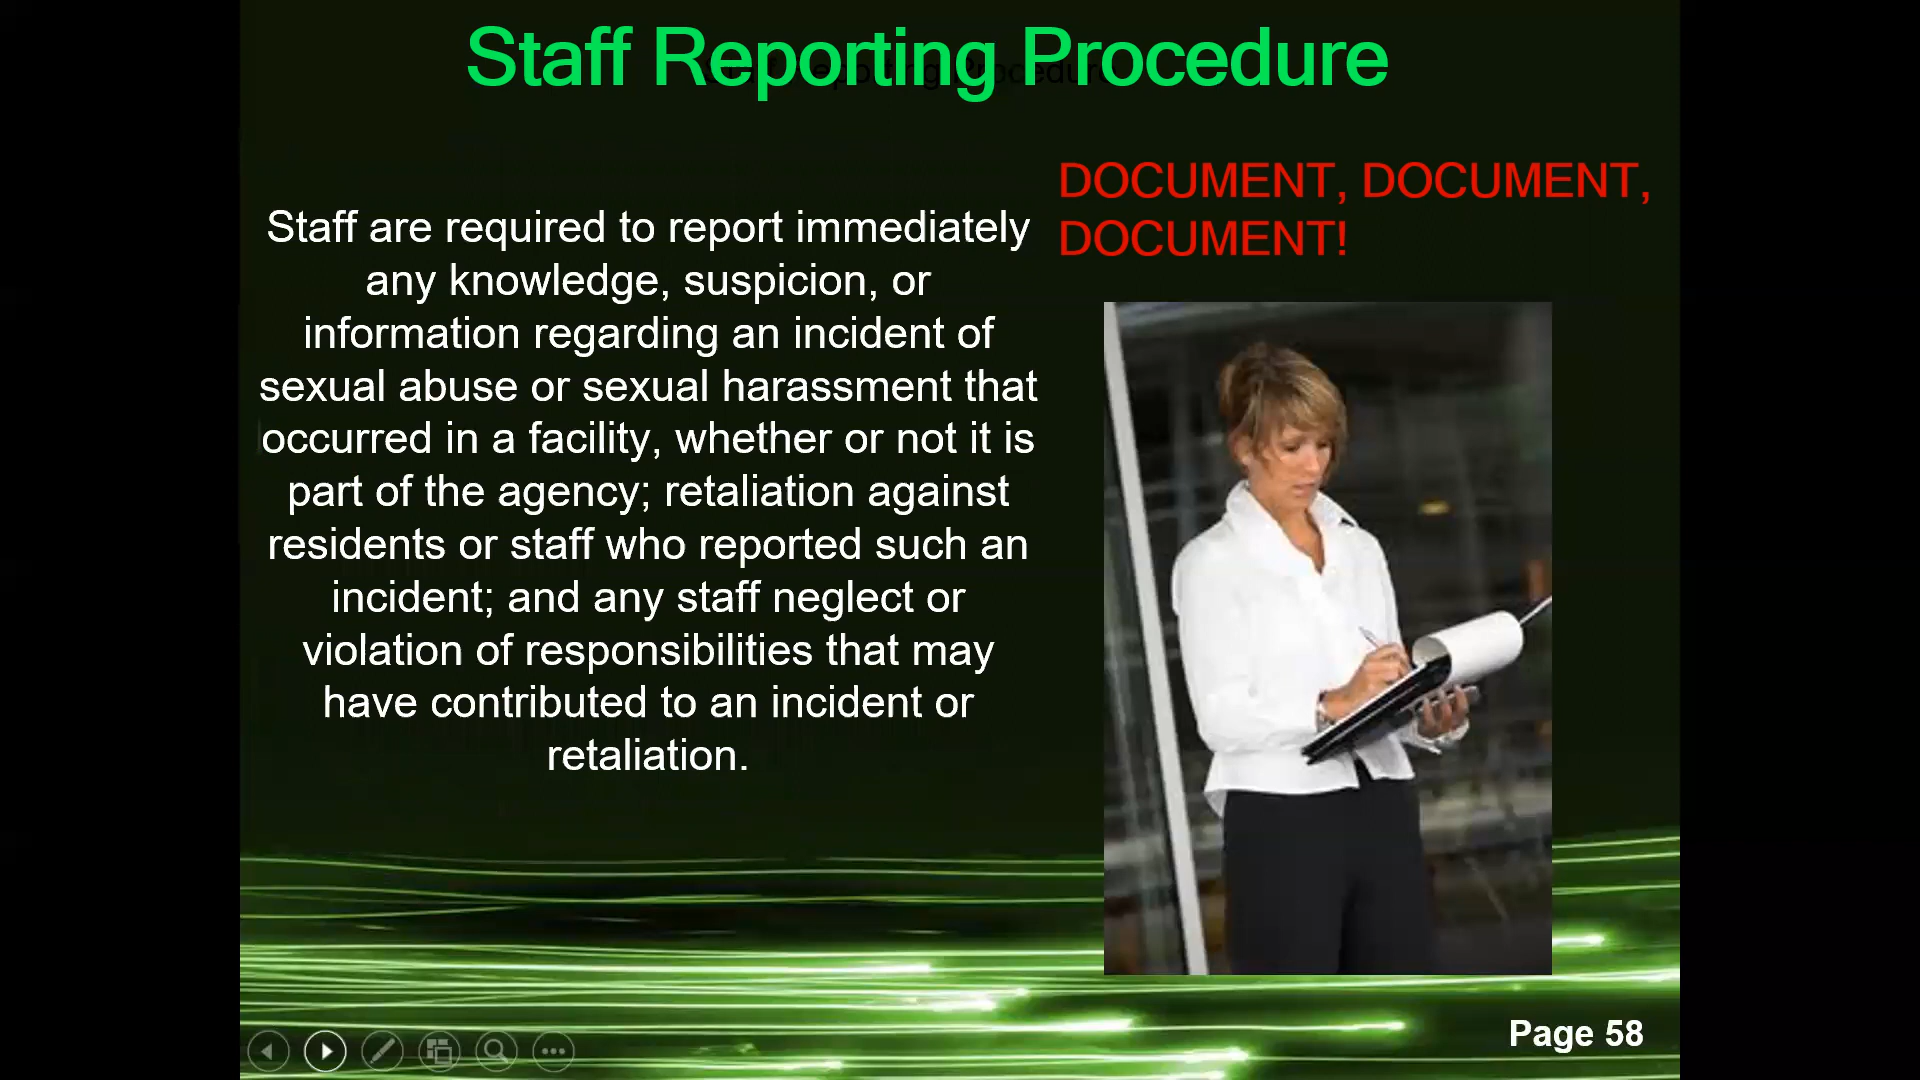 Staff Reporting Procedure
DOCUMENT, DOCUMENT,
DOCUMENT!
Staff are required to report immediately
any knowledge, suspicion, or
information regarding an incident of
sexual abuse or sexual harassment that
occurred in a facility, whether or not it is
part of the agency; retaliation against
residents or staff who reported such an
incident; and any staff neglect or
violation of responsibilities that may
have contributed to an incident or
retaliation.
Page 58